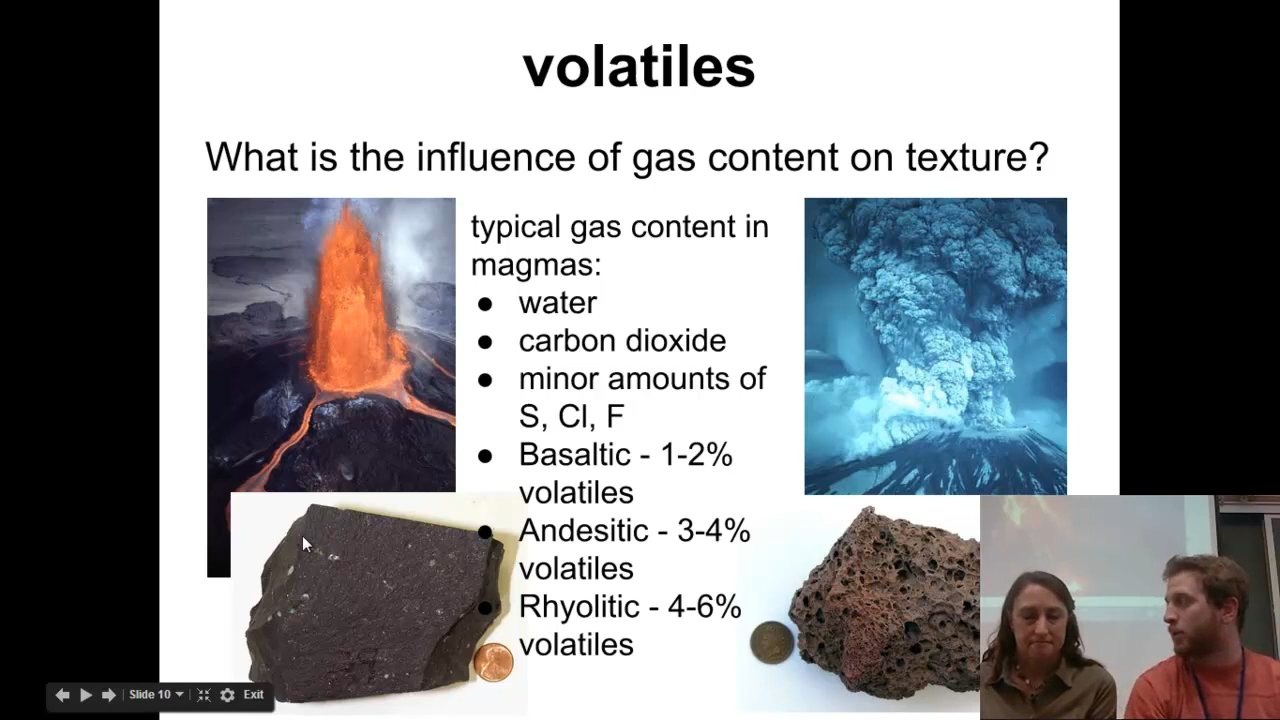 volatiles
What is the influence of gas content on texture?
typical gas content in
magmas:
● water
● carbon dioxide
● minor amounts of
S, Cl, F
● Basaltic - 1-2%
volatiles
● Andesitic - 3-4%
volatiles
● Rhyolitic - 4-6%
volatiles
Slide 10
Exit